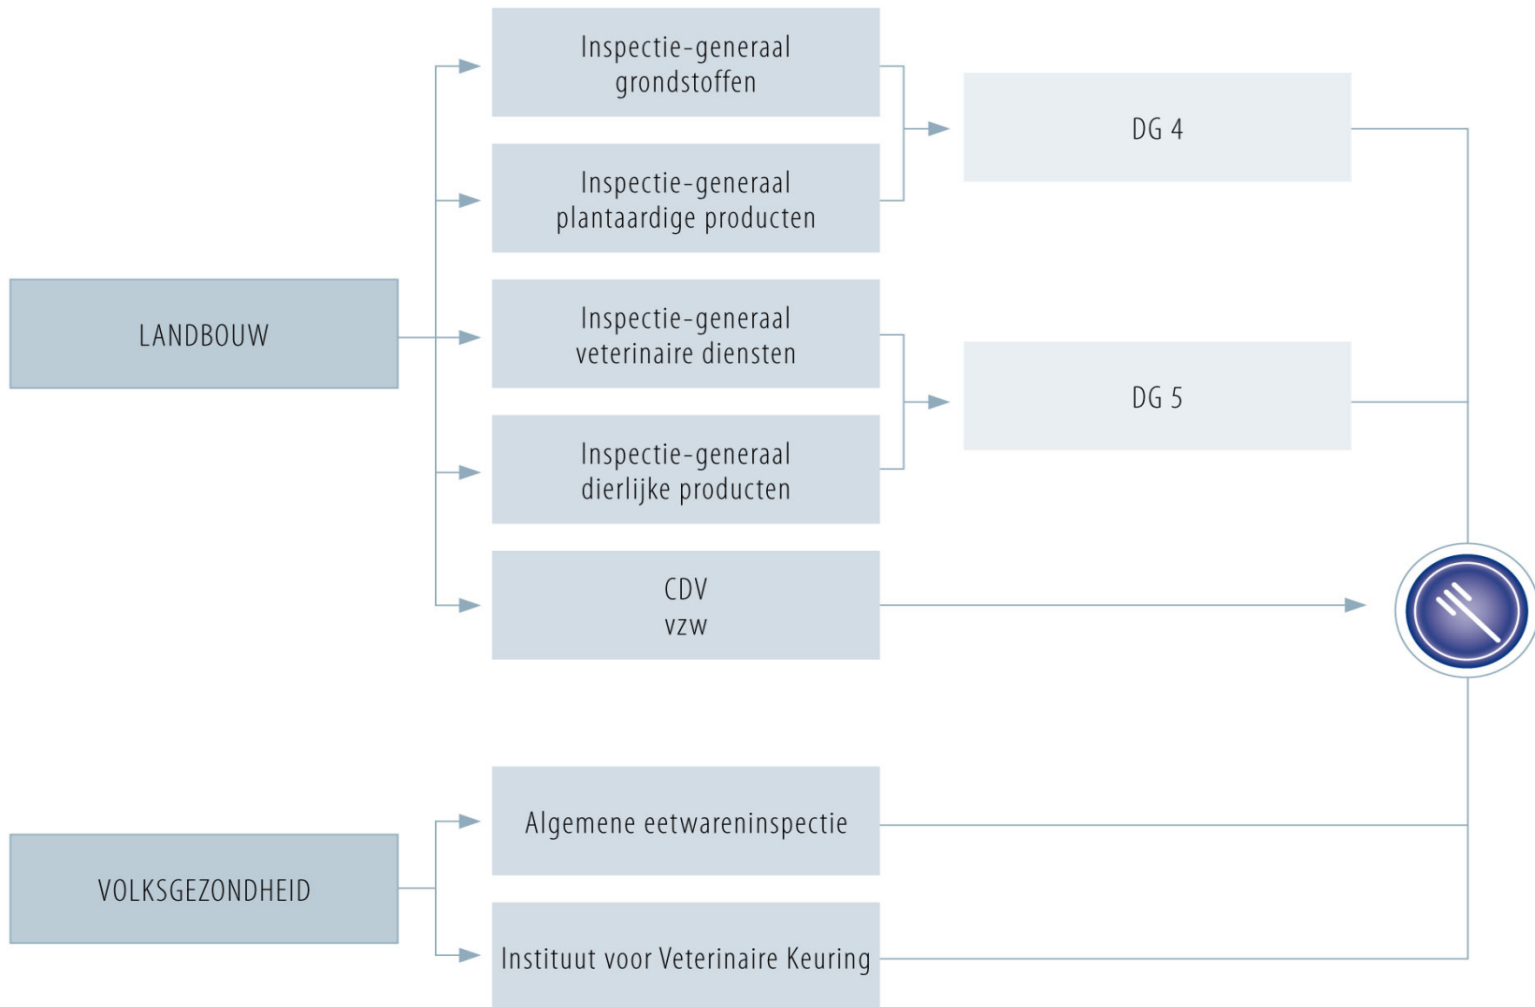 Inspectie-generaal
grondstoffen
DG 4
Inspectie-generaal
plantaardige producten
LANDBOUW
Inspectie-generaal
veterinaire diensten
DG 5
Inspectie-generaal
dierlijke producten
CDV
vzw
Algemene eetwareninspectie
VOLKSGEZONDHEID
Instituut voor Veterinaire Keuring